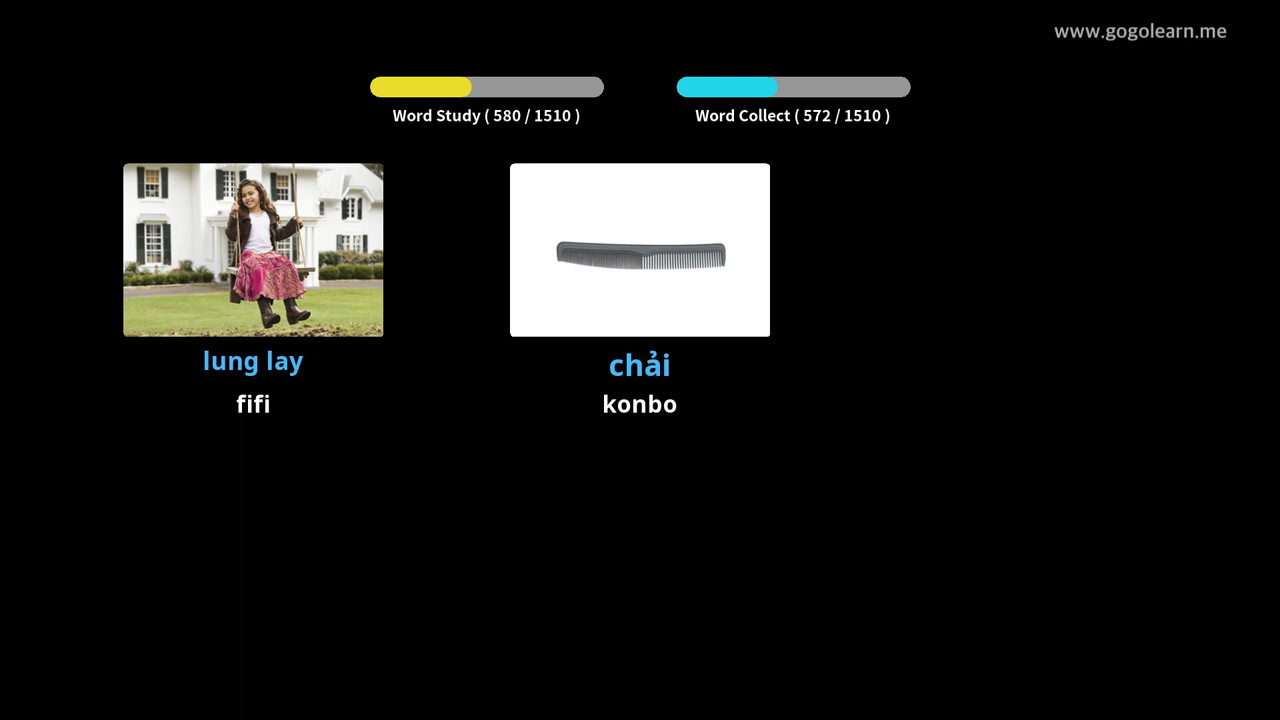 www.gogolearn.me
Word Study ( 580 / 1510 )
Word Collect ( 572 / 1510 )
lung lay
fifi
chải
konbo